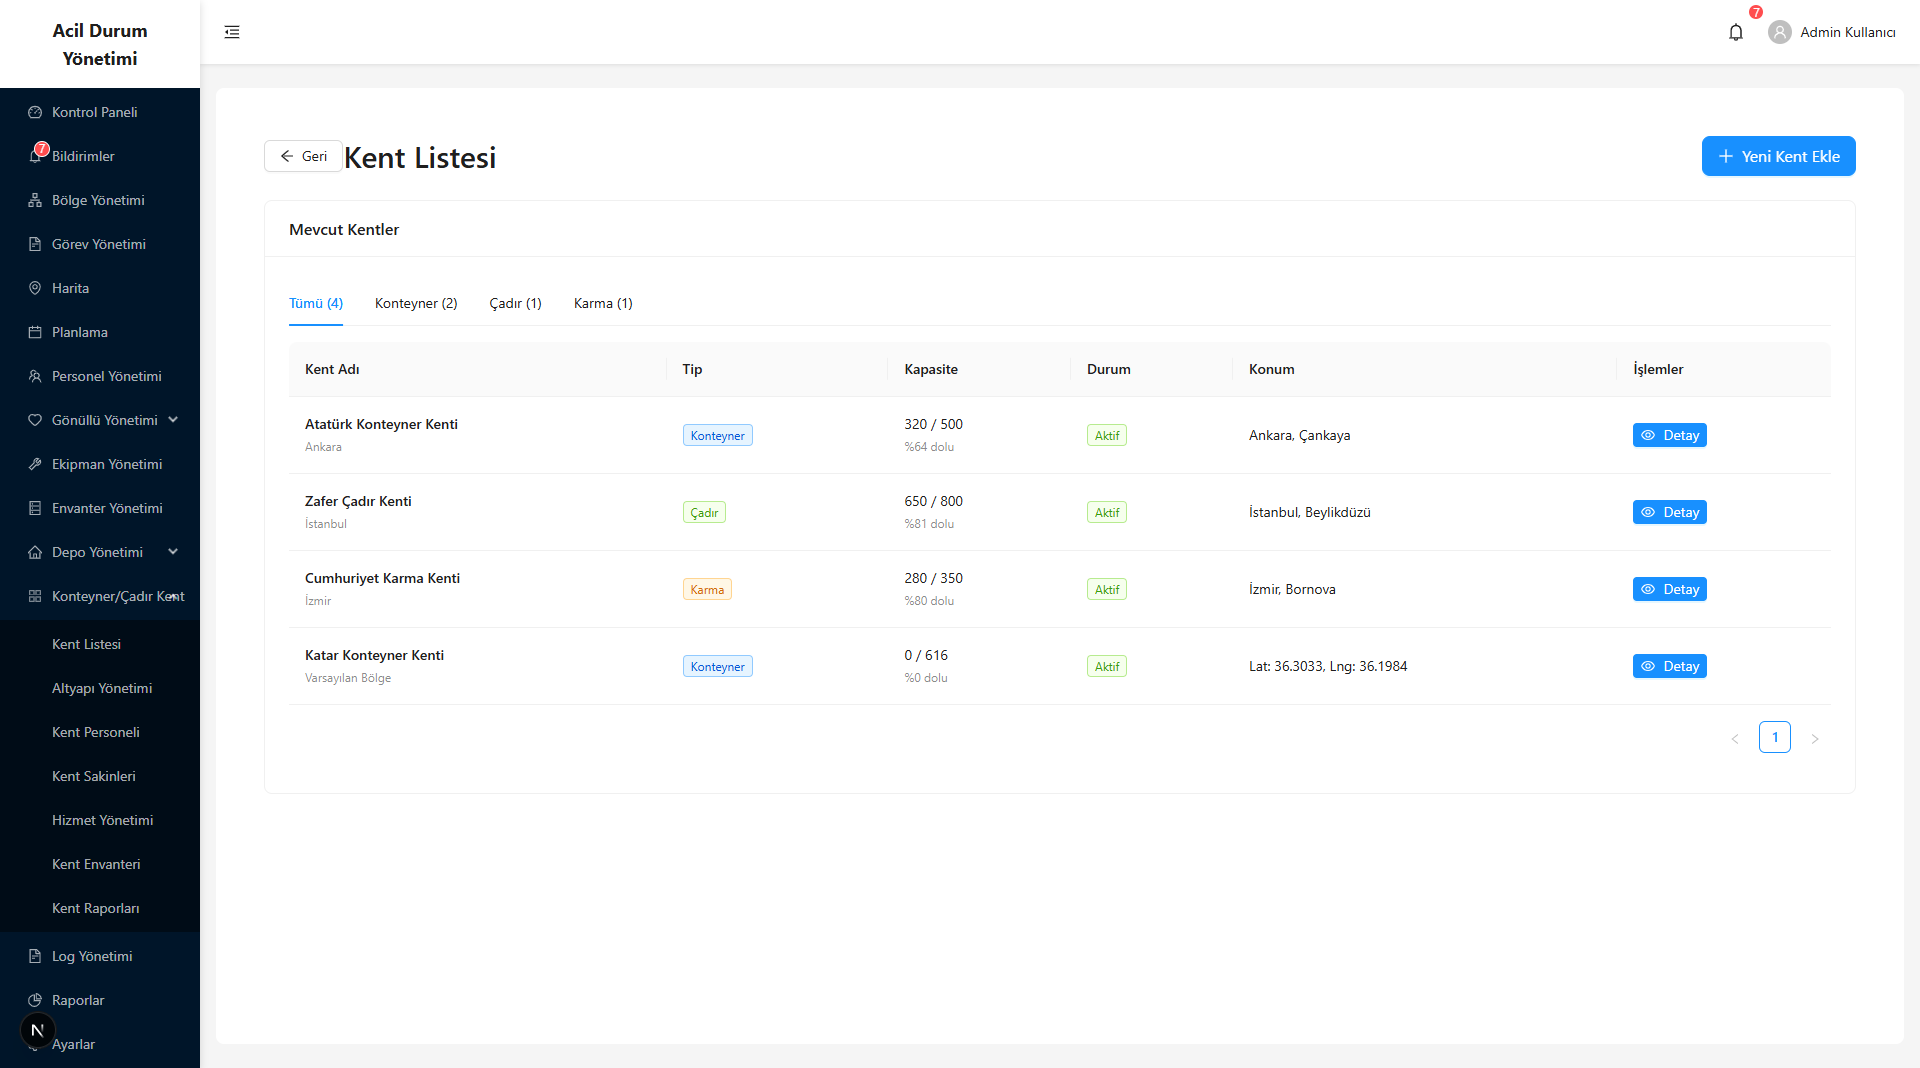 Acil Durum
Yönetimi
7
Admin Kullanıcı
Kontrol Paneli
7
Bildirimler
Bölge Yönetimi
Görev Yönetimi
Harita
Planlama
Personel Yönetimi
Gönüllü Yönetimi
Ekipman Yönetimi
Envanter Yönetimi
Depo Yönetimi
Konteyner/Çadır Kent
Kent Listesi
Altyapı Yönetimi
Kent Personeli
Kent Sakinleri
Hizmet Yönetimi
Kent Envanteri
Kent Raporları
Log Yönetimi
Raporlar
N
Ayarlar
Geri
Kent Listesi
Yeni Kent Ekle
Mevcut Kentler
Tümü (4) Konteyner (2) Çadır (1) Karma (1)
Kent Adı Tip Kapasite Durum Konum İşlemler
Atatürk Konteyner Kenti
Ankara
Konteyner
320 / 500
%64 dolu
Aktif
Ankara, Çankaya
Detay
Zafer Çadır Kenti
İstanbul
Çadır
650 / 800
%81 dolu
Aktif
İstanbul, Beylikdüzü
Detay
Cumhuriyet Karma Kenti
İzmir
Karma
280 / 350
%80 dolu
Aktif
İzmir, Bornova
Detay
Katar Konteyner Kenti
Varsayılan Bölge
Konteyner
0 / 616
%0 dolu
Aktif
Lat: 36.3033, Lng: 36.1984
Detay
1